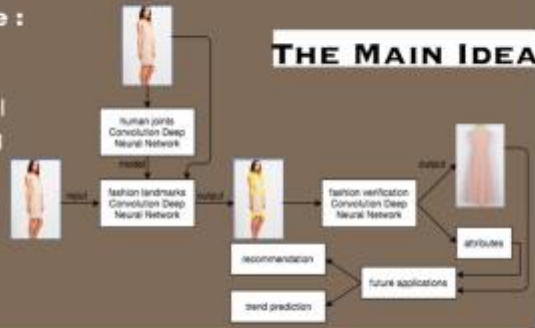 e :
THE MAIN IDEA
human joints
Convolution Deep
Neural Network
model
input
fashion landmarks
Convolution Deep
Neural Network
output
fashion verification
Convolution Deep
Neural Network
output
attributes
recommendation
future applications
trend prediction